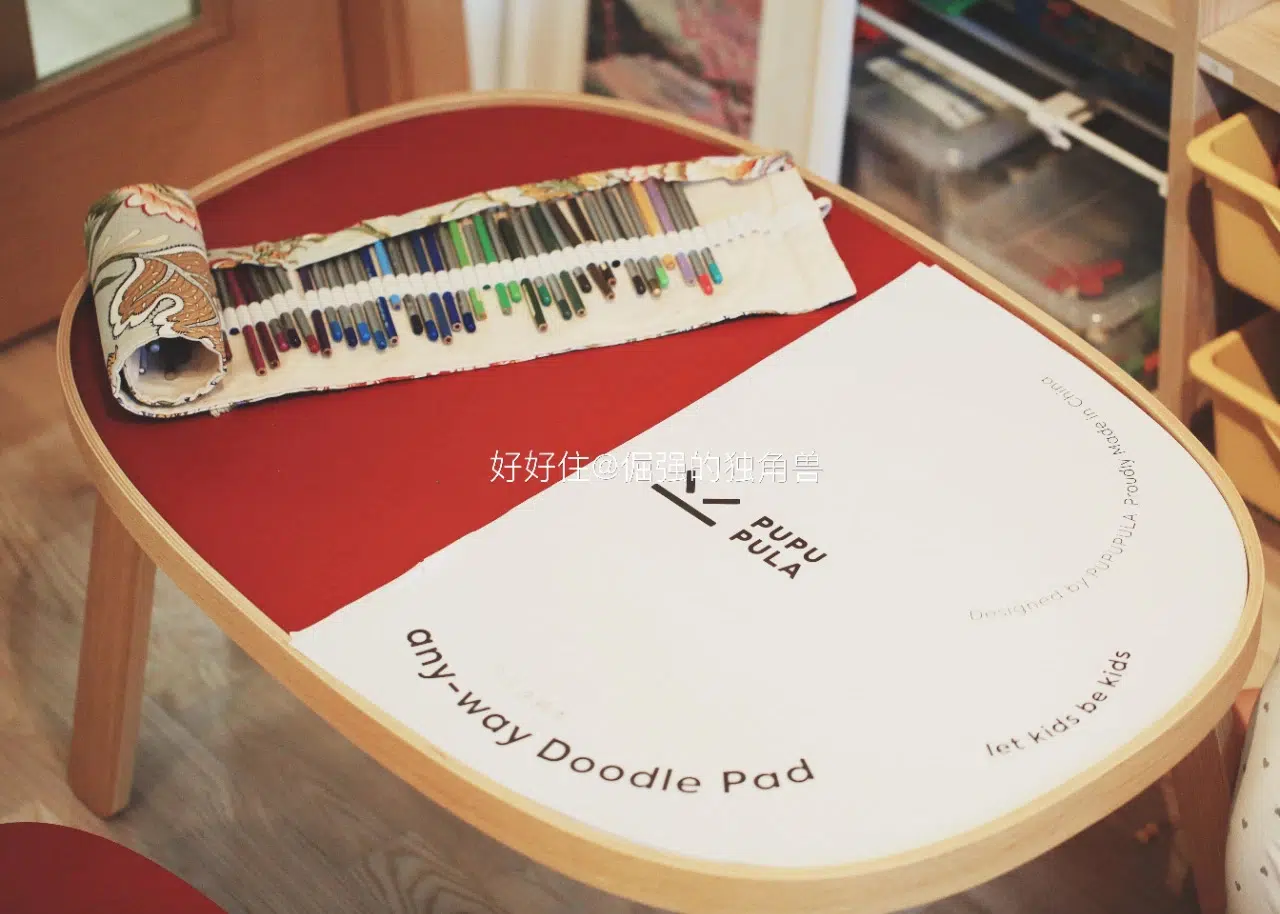 好好住@倔强的独角兽
PUPU
PULA
any-way Doodle Pad
let kids be kids
Designed by PUPUPULA Proudly Made in China